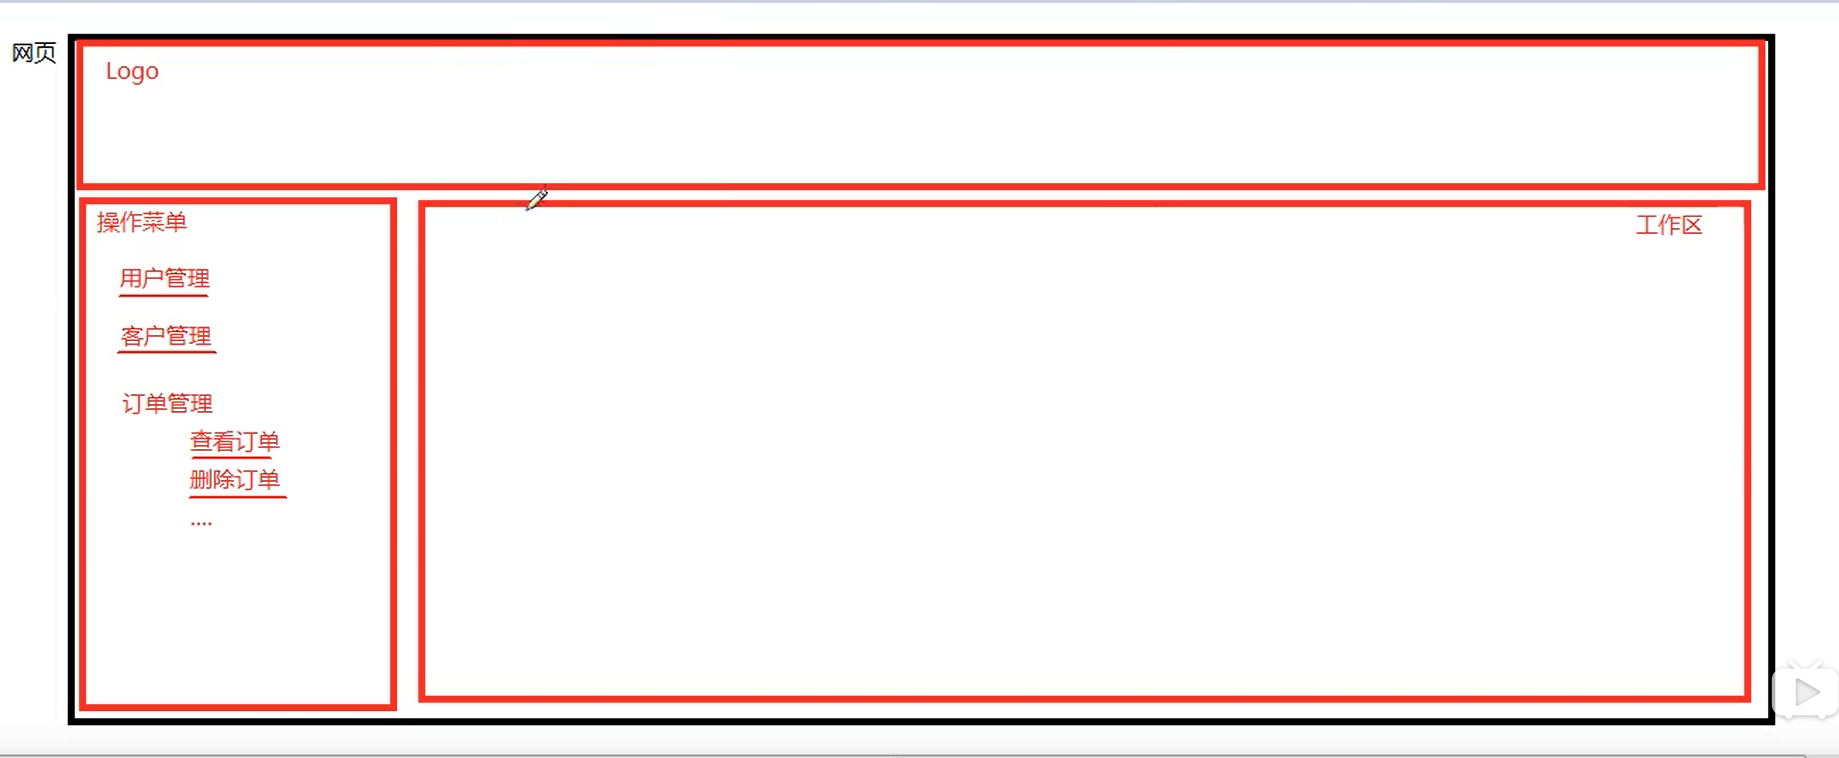 网页
Logo
操作菜单
工作区
用户管理
客户管理
订单管理
查看订单
删除订单
....